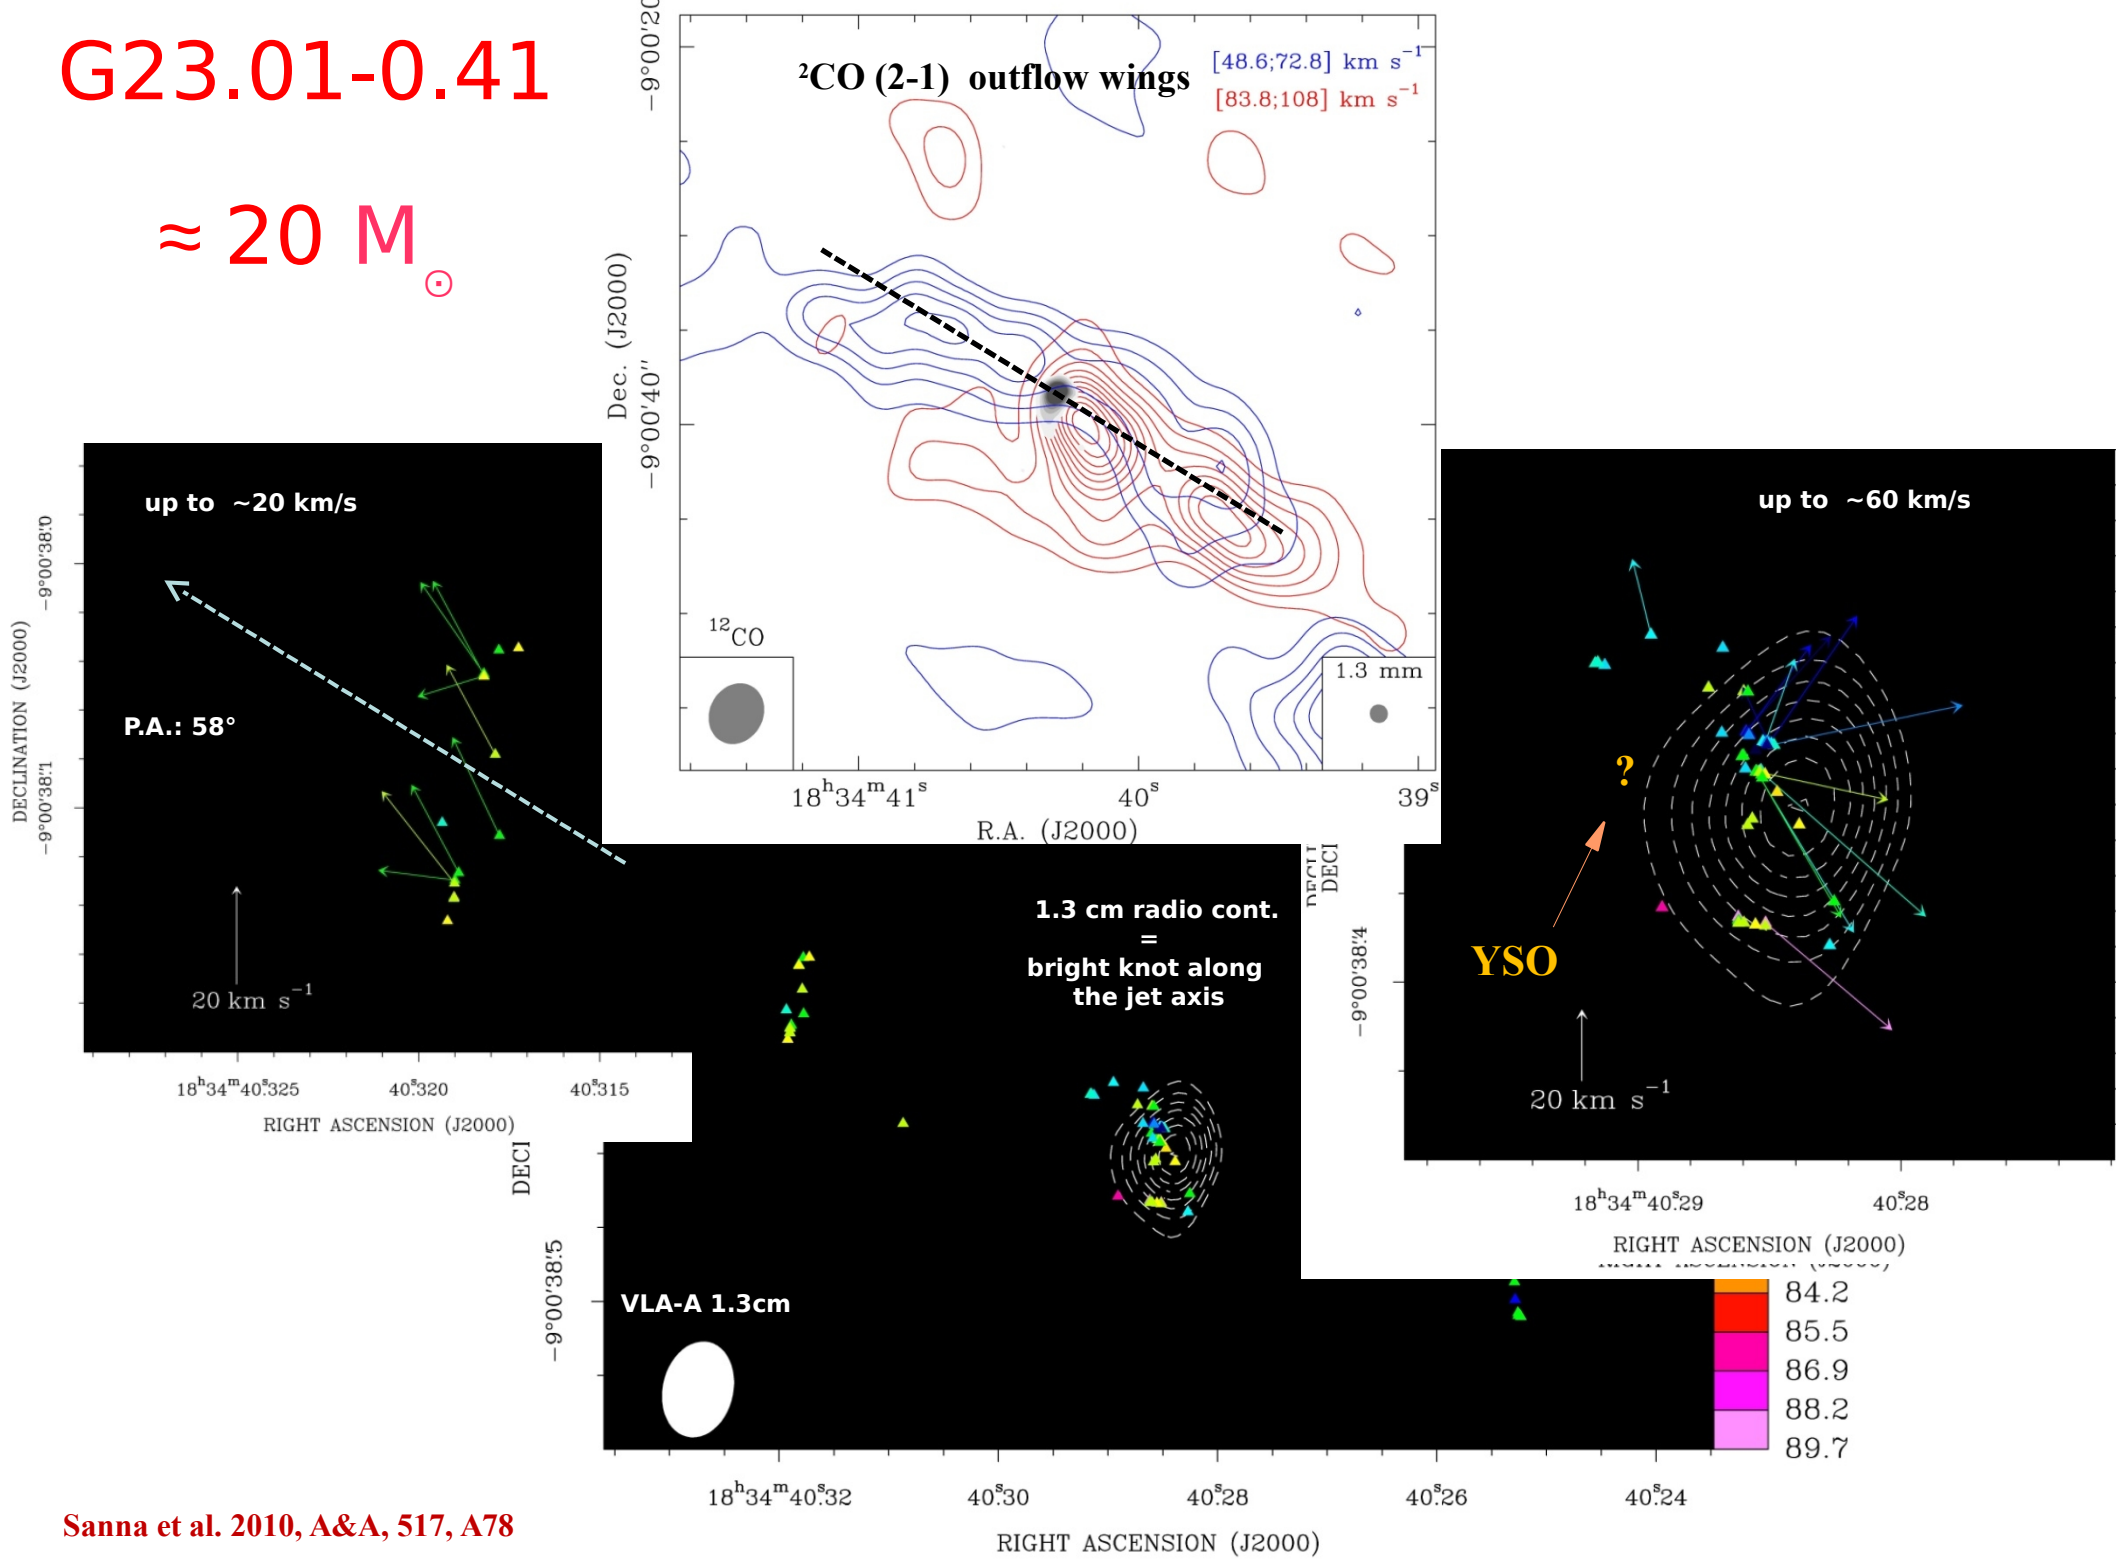 G23.01-0.41
≈ 20 M⊙
²CO (2-1) outflow wings
[48.6;72.8] km s⁻¹
[83.8;108] km s⁻¹
Dec. (J2000)
−9°00'20
−9°00'40"
¹²CO
1.3 mm
18ʰ34ᵐ41ˢ
40ˢ
39ˢ
R.A. (J2000)
up to ~20 km/s
P.A.: 58°
20 km s⁻¹
DECLINATION (J2000)
−9°00'38".0
−9°00'38".1
18ʰ34ᵐ40ˢ.325
40ˢ.320
40ˢ.315
RIGHT ASCENSION (J2000)
up to ~60 km/s
?
YSO
20 km s⁻¹
DECI
−9°00'38".4
18ʰ34ᵐ40ˢ.29
40ˢ.28
RIGHT ASCENSION (J2000)
1.3 cm radio cont.
=
bright knot along
the jet axis
VLA-A 1.3cm
DECI
−9°00'38".5
84.2
85.5
86.9
88.2
89.7
18ʰ34ᵐ40ˢ.32
40ˢ.30
40ˢ.28
40ˢ.26
40ˢ.24
RIGHT ASCENSION (J2000)
Sanna et al. 2010, A&A, 517, A78